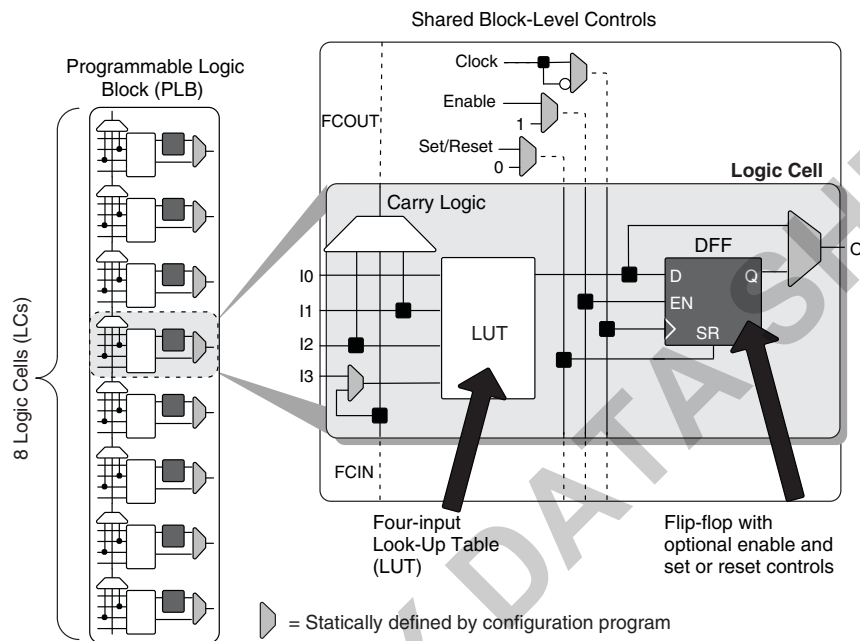 Shared Block-Level Controls
Programmable Logic
Block (PLB)
Clock
Enable
1
FCOUT
Set/Reset
0
Logic Cell
Carry Logic
DFF
O
I0
D
Q
I1
EN
I2
LUT
SR
I3
8 Logic Cells (LCs)
FCIN
Four-input
Look-Up Table
(LUT)
Flip-flop with
optional enable and
set or reset controls
= Statically defined by configuration program
DATA SH